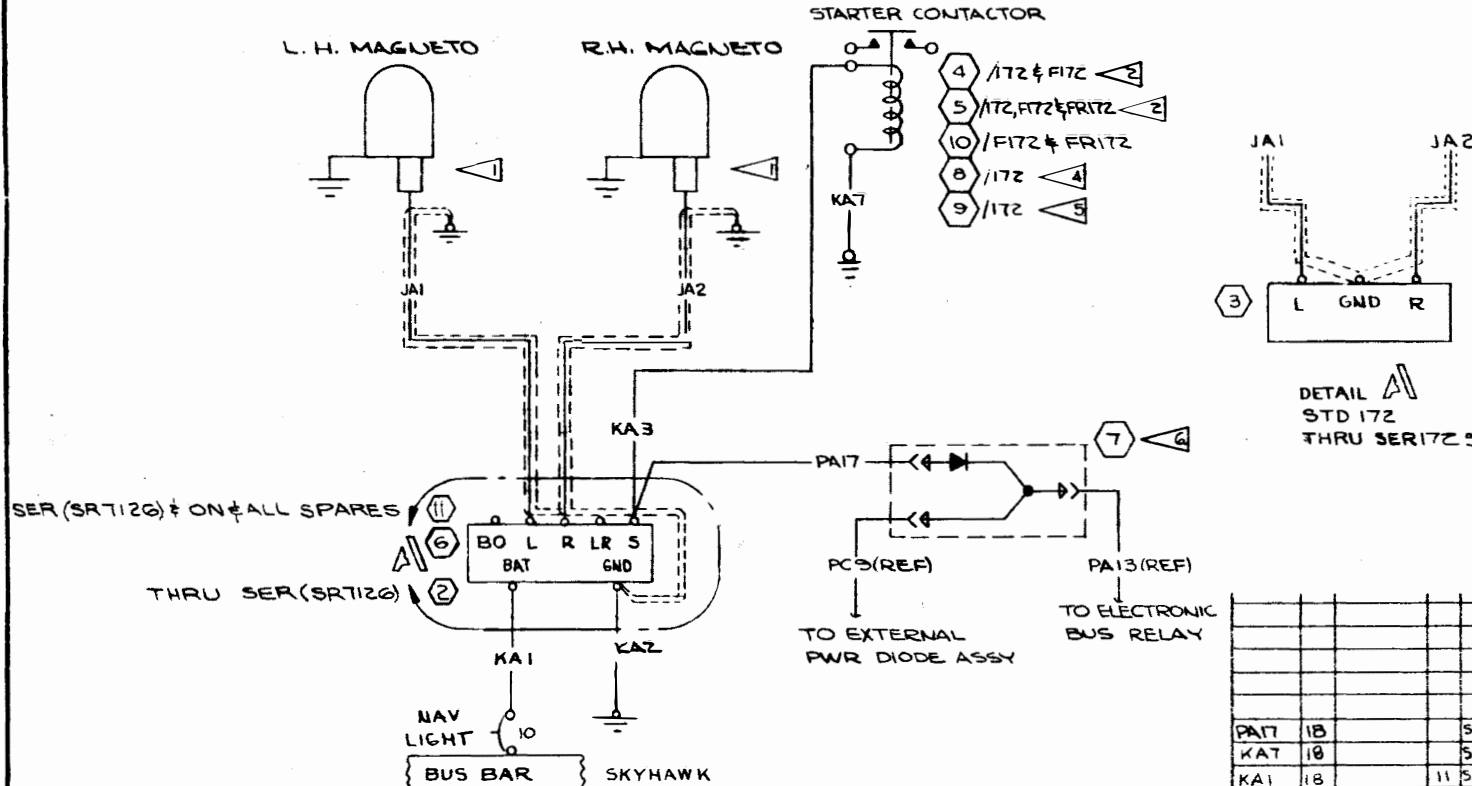 STARTER CONTACTOR
L.H. MAGNETO
R.H. MAGNETO
4 /172 & F172 2
5 /172, F172 & FR172 2
10 /F172 & FR172
8 /172 4
9 /172 5
1
1
KA7
JA1
JA2
JA1
JA2
3
L GND R
DETAIL A
STD 172
THRU SER 172
KA3
PA17
7 6
SER (SR7126) & ON & ALL SPARES 11
A 6
THRU SER (SR7126) 2
BO L R LR S
BAT GND
PC9 (REF)
PA13 (REF)
TO EXTERNAL
PWR DIODE ASSY
TO ELECTRONIC
BUS RELAY
KA1
KA2
NAV
LIGHT 10
BUS BAR
SKYHAWK
PA17 18 S
KA7 18 S
KA1 18 11 S